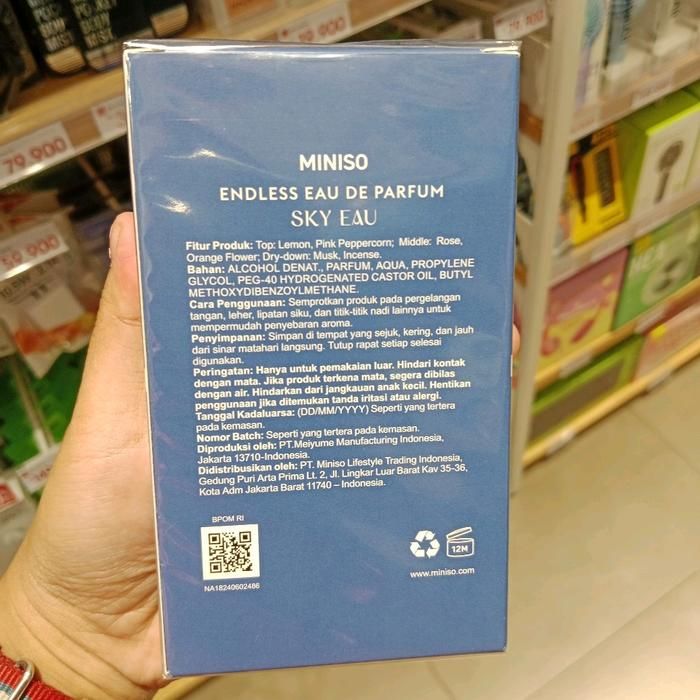 79.900
59.900
MINISO
ENDLESS EAU DE PARFUM
SKY EAU
Fitur Produk: Top: Lemon, Pink Peppercorn; Middle: Rose,
Orange Flower; Dry-down: Musk, Incense.
Bahan: ALCOHOL DENAT., PARFUM, AQUA, PROPYLENE
GLYCOL, PEG-40 HYDROGENATED CASTOR OIL, BUTYL
METHOXYDIBENZOYLMETHANE.
Cara Penggunaan: Semprotkan produk pada pergelangan
tangan, leher, lipatan siku, dan titik-titik nadi lainnya untuk
mempermudah penyebaran aroma.
Penyimpanan: Simpan di tempat yang sejuk, kering, dan jauh
dari sinar matahari langsung. Tutup rapat setiap selesai
digunakan.
Peringatan: Hanya untuk pemakaian luar. Hindari kontak
dengan mata. Jika produk terkena mata, segera dibilas
dengan air. Hindarkan dari jangkauan anak kecil. Hentikan
penggunaan jika ditemukan tanda iritasi atau alergi.
Tanggal Kadaluarsa: (DD/MM/YYYY) Seperti yang tertera
pada kemasan.
Nomor Batch: Seperti yang tertera pada kemasan.
Diproduksi oleh: PT.Meiyume Manufacturing Indonesia,
Jakarta 13710-Indonesia.
Didistribusikan oleh: PT. Miniso Lifestyle Trading Indonesia,
Gedung Puri Arta Prima Lt. 2, Jl. Lingkar Luar Barat Kav 35-36,
Kota Adm Jakarta Barat 11740 – Indonesia.
BPOM RI
NA18240602486
12M
www.miniso.com